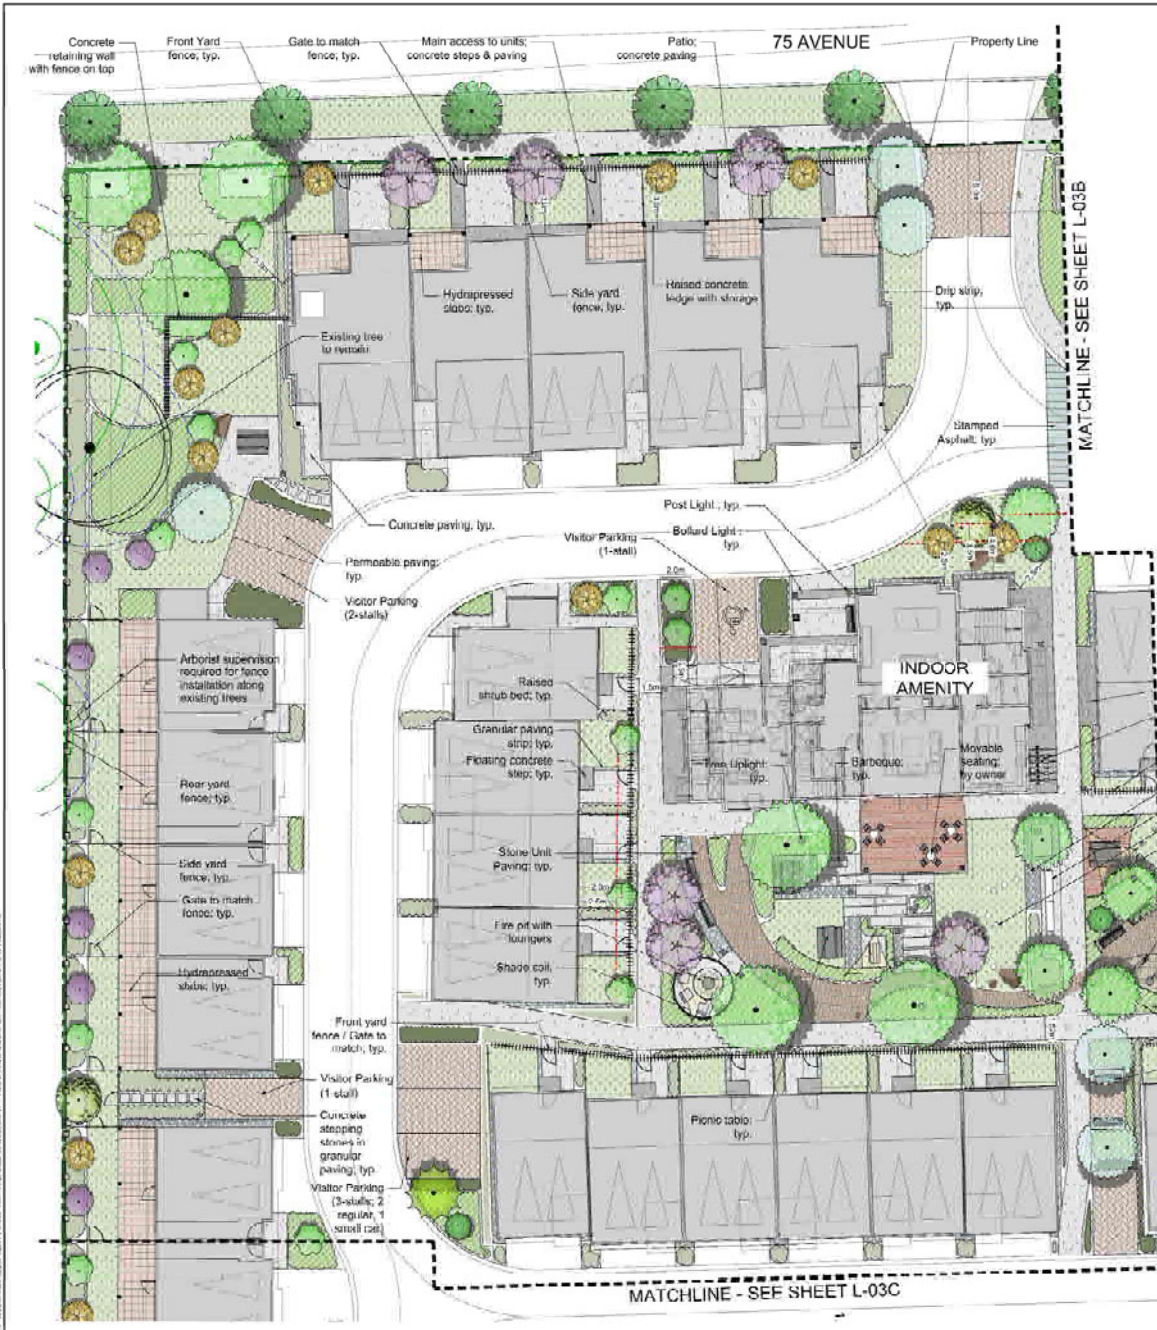 Concrete
retaining wall
with fence on top
Front Yard
fence; typ.
Gate to match
fence; typ.
Main access to units;
concrete steps & paving
Patio;
concrete paving
75 AVENUE
Property Line
MATCHLINE - SEE SHEET L-03B
Hydrapressed
slabs; typ.
Side yard
fence; typ.
Raised concrete
ledge with storage
Drip strip;
typ.
Existing tree
to remain
Stamped
Asphalt; typ
Concrete paving, typ.
Post Light ; typ.
Visitor Parking
(1-stall)
Bollard Light ;
typ.
Permeable paving;
typ.
Visitor Parking
(2-stalls)
2.0m
Arborist supervision
required for fence
installation along
existing trees
Raised
shrub bed; typ.
1.5m
INDOOR
AMENITY
Granular paving
strip; typ.
Floating concrete
step; typ.
Tree Uplight;
typ.
Barbeque;
typ.
Movable
seating;
by owner
Rear yard
fence; typ.
Side yard
fence; typ.
Gate to match
fence; typ.
Stone Unit
Paving; typ.
2.0m
Fire pit with
loungers
Shade sail,
typ.
Hydrapressed
slabs; typ.
Front yard
fence / Gate to
match; typ.
Visitor Parking
(1-stall)
Concrete
stepping
stones in
granular
paving; typ.
Picnic table;
typ.
Visitor Parking
(3-stalls; 2
regular, 1
small car)
MATCHLINE - SEE SHEET L-03C